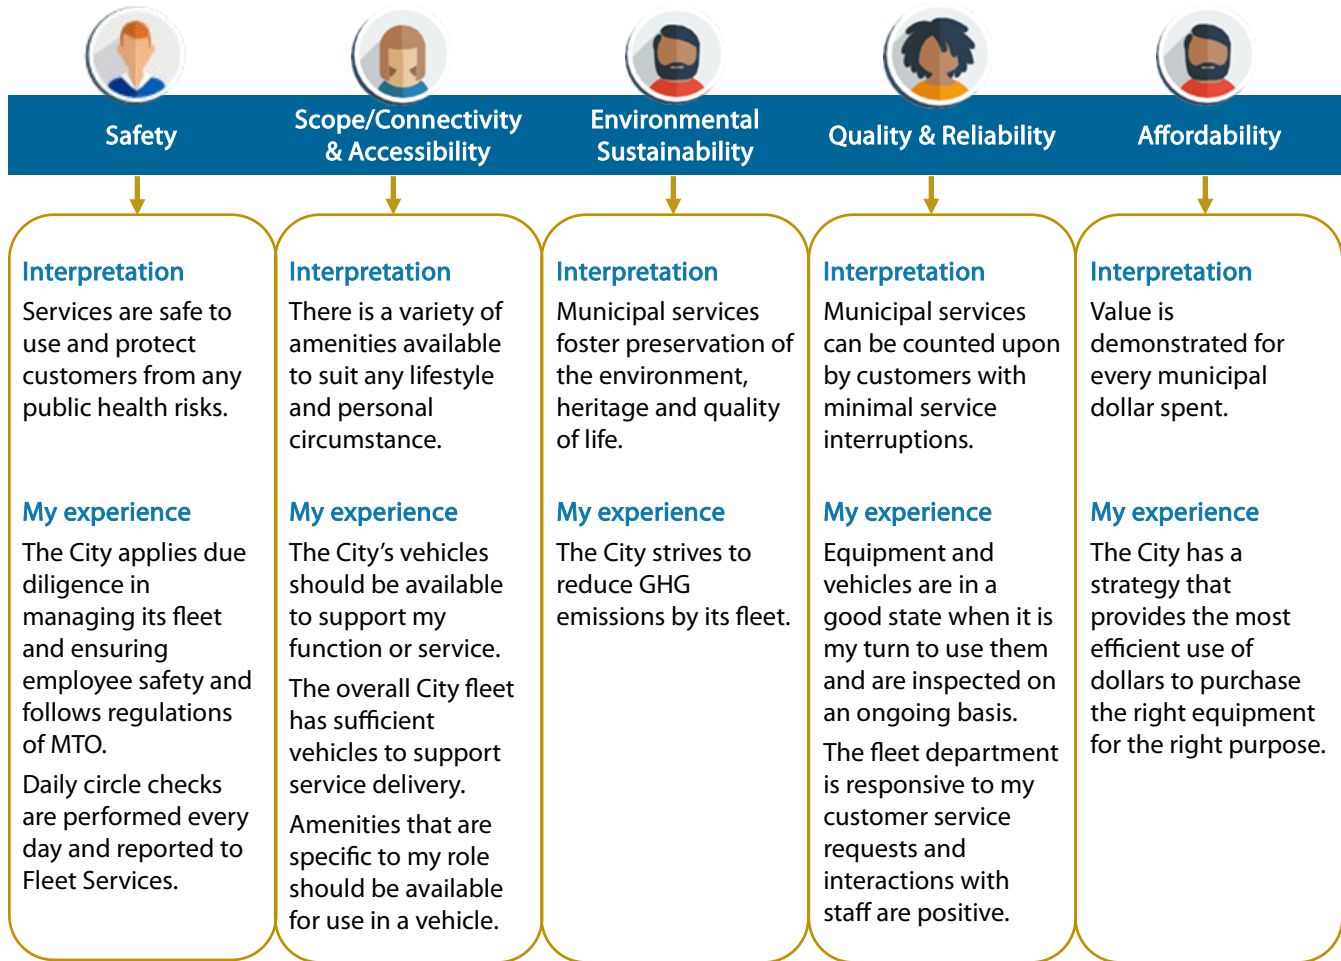 Safety
Scope/Connectivity
& Accessibility
Environmental
Sustainability
Quality & Reliability
Affordability
Interpretation
Services are safe to
use and protect
customers from any
public health risks.
My experience
The City applies due
diligence in
managing its fleet
and ensuring
employee safety and
follows regulations
of MTO.
Daily circle checks
are performed every
day and reported to
Fleet Services.
Interpretation
There is a variety of
amenities available
to suit any lifestyle
and personal
circumstance.
My experience
The City’s vehicles
should be available
to support my
function or service.
The overall City fleet
has sufficient
vehicles to support
service delivery.
Amenities that are
specific to my role
should be available
for use in a vehicle.
Interpretation
Municipal services
foster preservation of
the environment,
heritage and quality
of life.
My experience
The City strives to
reduce GHG
emissions by its fleet.
Interpretation
Municipal services
can be counted upon
by customers with
minimal service
interruptions.
My experience
Equipment and
vehicles are in a
good state when it is
my turn to use them
and are inspected on
an ongoing basis.
The fleet department
is responsive to my
customer service
requests and
interactions with
staff are positive.
Interpretation
Value is
demonstrated for
every municipal
dollar spent.
My experience
The City has a
strategy that
provides the most
efficient use of
dollars to purchase
the right equipment
for the right purpose.